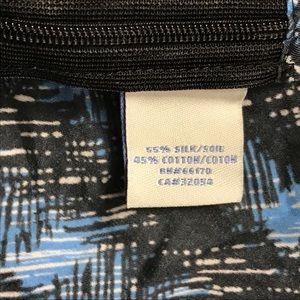 55% SILK/SOIE
45% COTTON/COTON
RN#66170
CA#32054